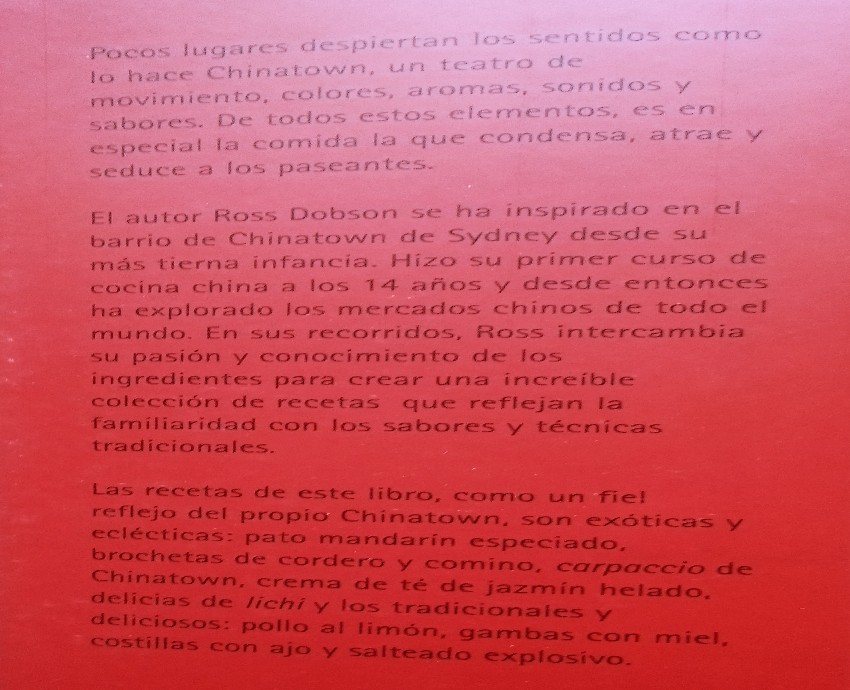 Pocos lugares despiertan los sentidos como
lo hace Chinatown, un teatro de
movimiento, colores, aromas, sonidos y
sabores. De todos estos elementos, es en
especial la comida la que condensa, atrae y
seduce a los paseantes.
El autor Ross Dobson se ha inspirado en el
barrio de Chinatown de Sydney desde su
más tierna infancia. Hizo su primer curso de
cocina china a los 14 años y desde entonces
ha explorado los mercados chinos de todo el
mundo. En sus recorridos, Ross intercambia
su pasión y conocimiento de los
ingredientes para crear una increíble
colección de recetas que reflejan la
familiaridad con los sabores y técnicas
tradicionales.
Las recetas de este libro, como un fiel
reflejo del propio Chinatown, son exóticas y
eclécticas: pato mandarín especiado,
brochetas de cordero y comino, carpaccio de
Chinatown, crema de té de jazmín helado,
delicias de lichi y los tradicionales y
deliciosos: pollo al limón, gambas con miel,
costillas con ajo y salteado explosivo.